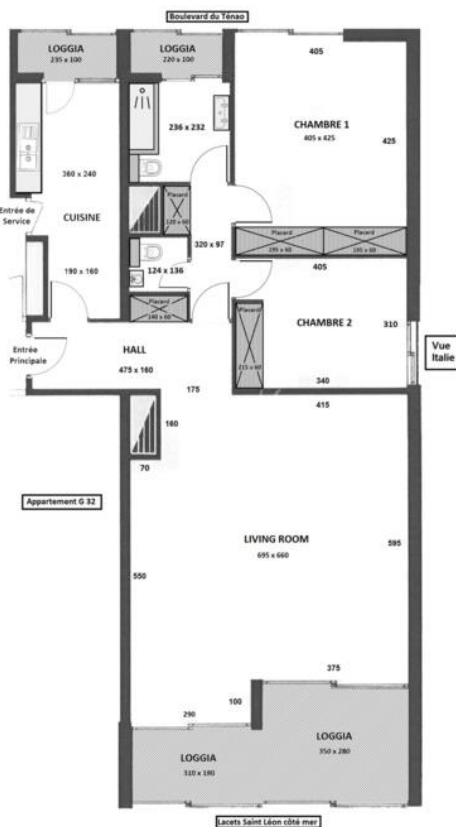 Boulevard du Ténao
LOGGIA
235 x 100
LOGGIA
220 x 100
405
236 x 232
CHAMBRE 1
405 x 425
425
360 x 240
Entrée de
Service
CUISINE
Placard
120 x 60
320 x 97
Placard
195 x 60
Placard
195 x 60
190 x 160
124 x 136
405
Placard
140 x 60
CHAMBRE 2
310
Vue
Italie
Entrée
Principale
HALL
475 x 160
Placard
215 x 60
175
340
415
160
70
Appartement G 32
LIVING ROOM
695 x 660
595
550
375
100
290
LOGGIA
350 x 280
LOGGIA
310 x 190
Lacets Saint Léon côté mer